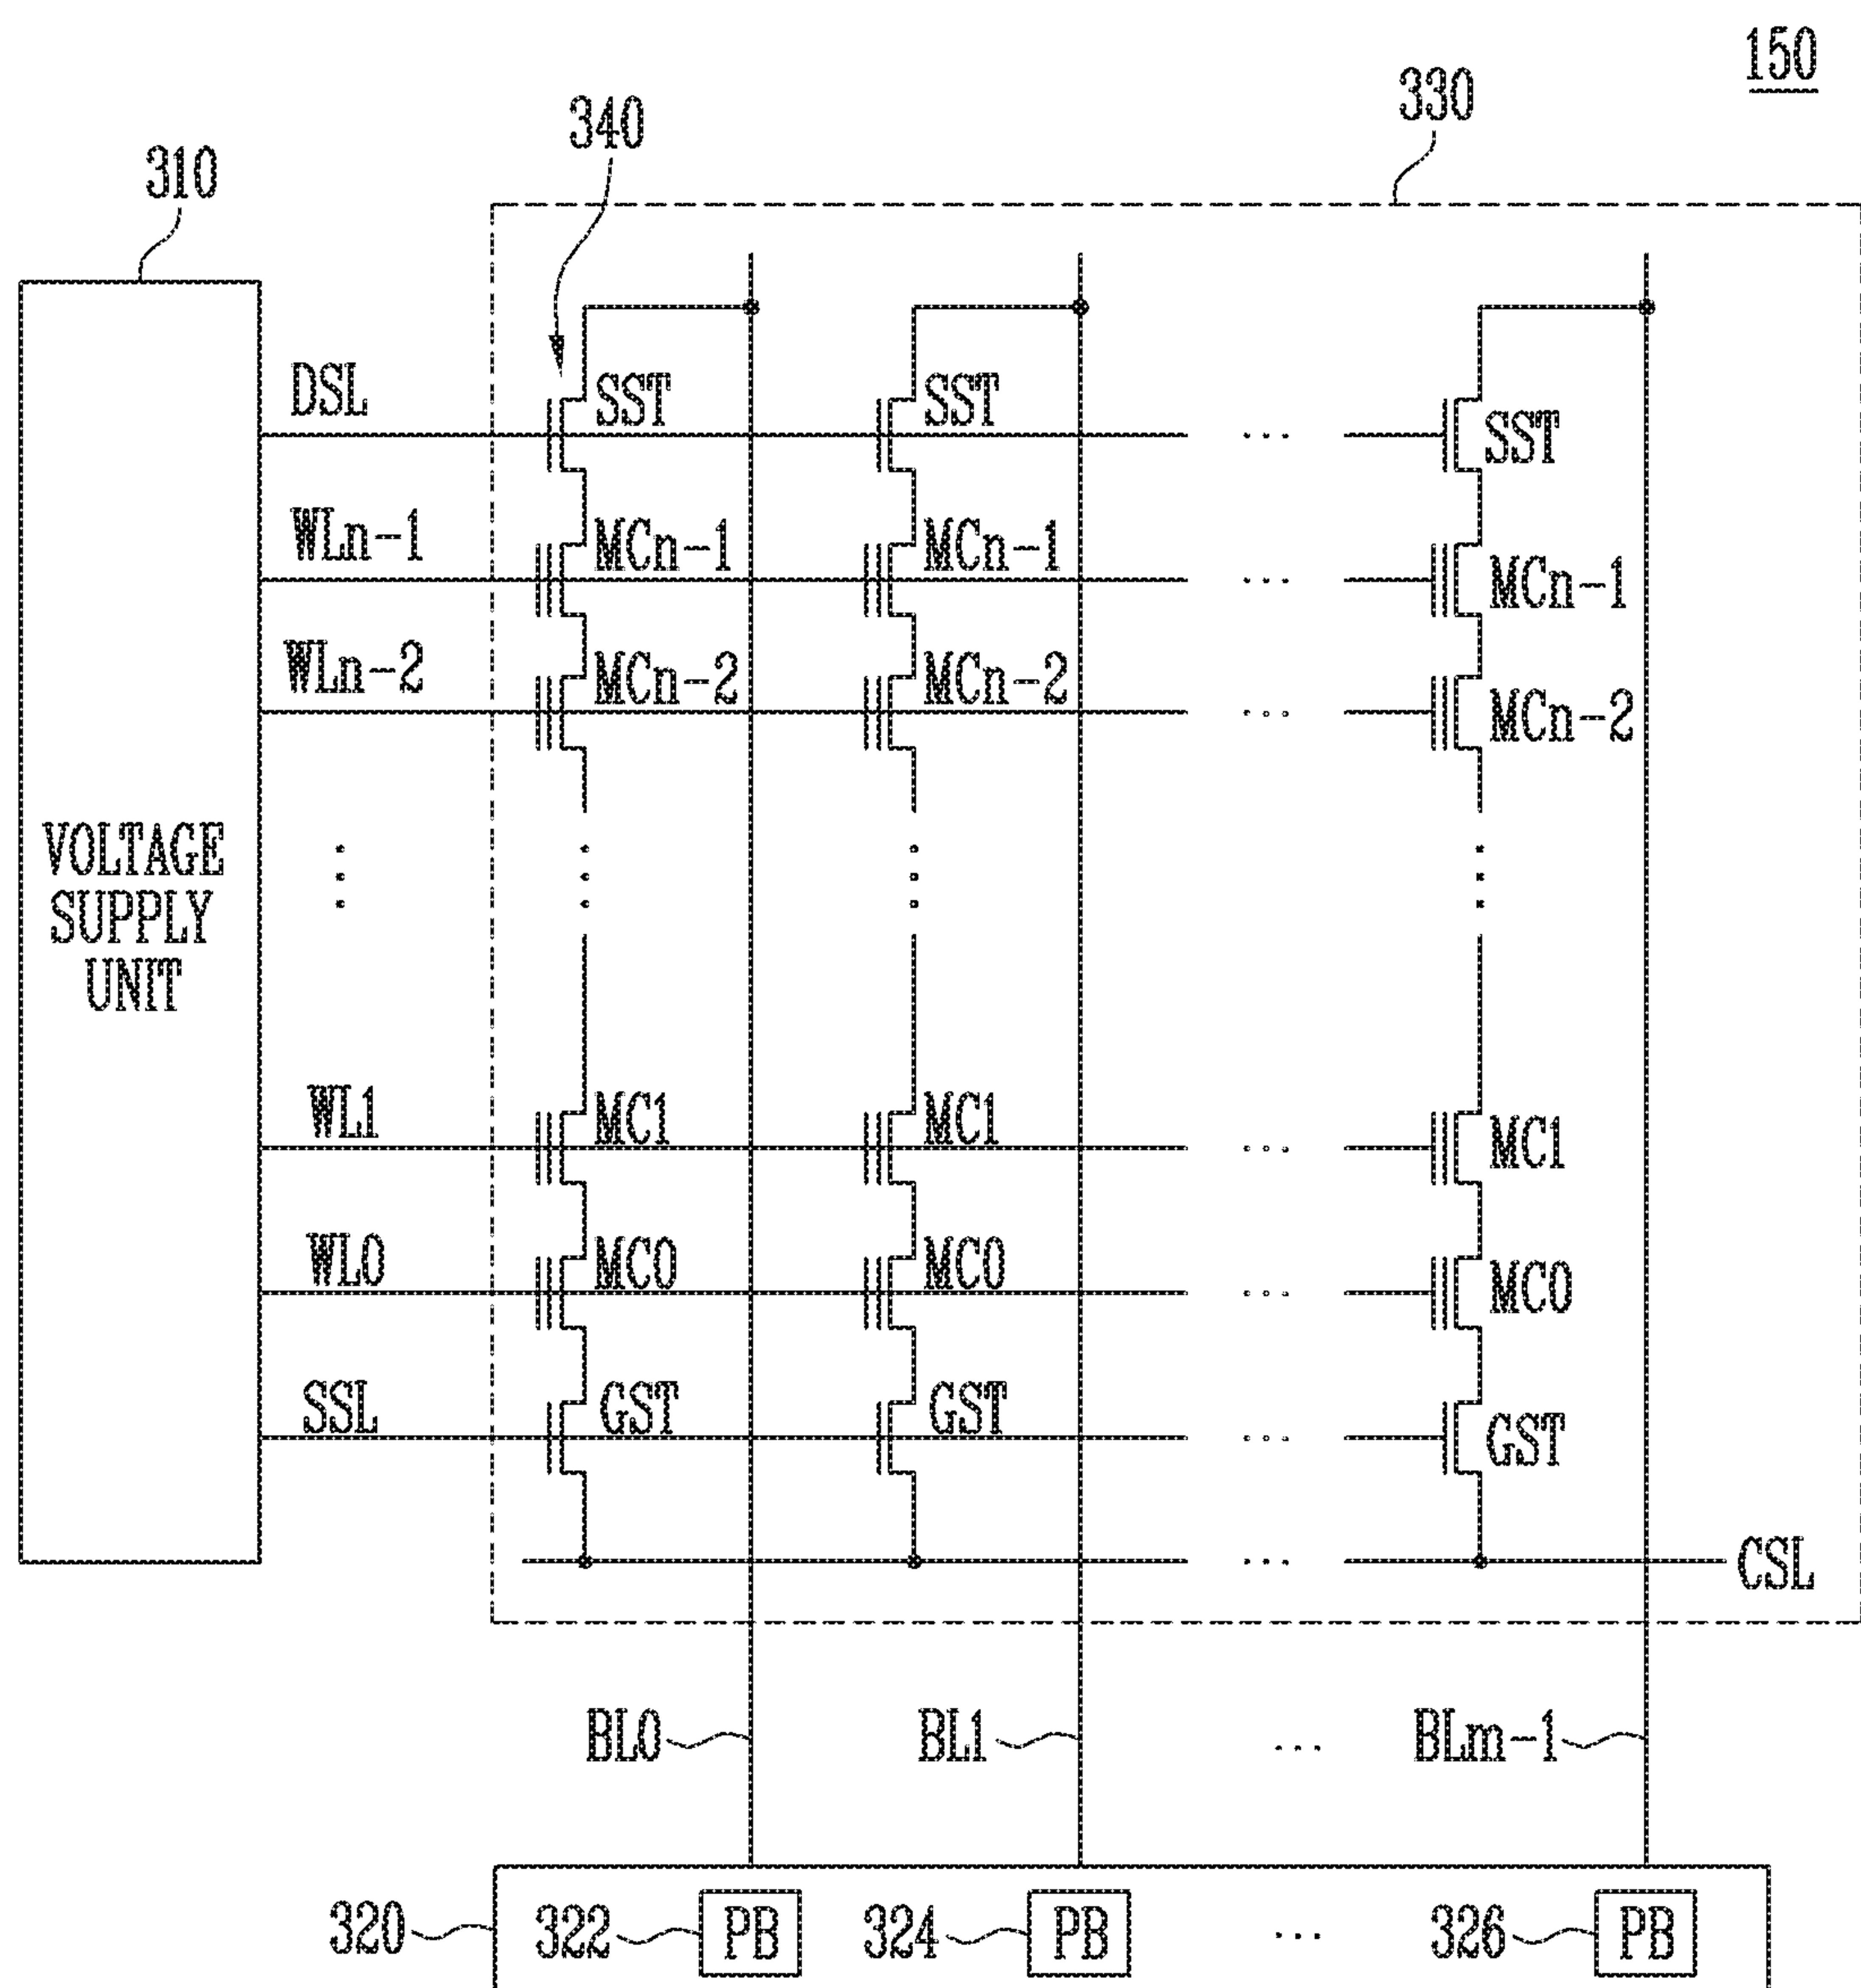 150
330
340
310
DSL SST SST SST
WLn-1 MCn-1 MCn-1 MCn-1
WLn-2 MCn-2 MCn-2 MCn-2
VOLTAGE
SUPPLY
UNIT
WL1 MC1 MC1 MC1
WL0 MC0 MC0 MC0
SSL GST GST GST
CSL
BL0 BL1 ... BLm-1
320 322 PB 324 PB ... 326 PB